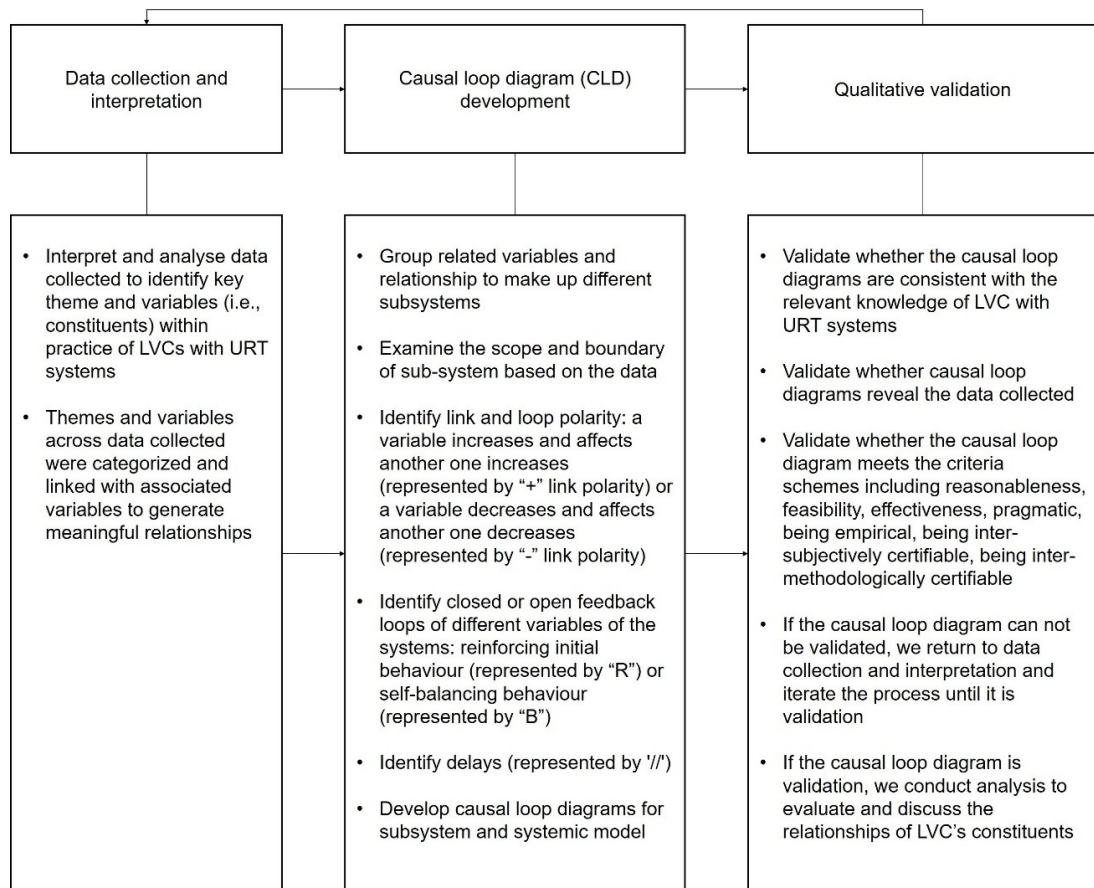 Data collection and
interpretation
Causal loop diagram (CLD)
development
Qualitative validation
• Interpret and analyse data
collected to identify key
theme and variables (i.e.,
constituents) within
practice of LVCs with URT
systems
• Themes and variables
across data collected
were categorized and
linked with associated
variables to generate
meaningful relationships
• Group related variables and
relationship to make up different
subsystems
• Examine the scope and boundary
of sub-system based on the data
• Identify link and loop polarity: a
variable increases and affects
another one increases
(represented by “+” link polarity) or
a variable decreases and affects
another one decreases
(represented by “-” link polarity)
• Identify closed or open feedback
loops of different variables of the
systems: reinforcing initial
behaviour (represented by “R”) or
self-balancing behaviour
(represented by “B”)
• Identify delays (represented by '//')
• Develop causal loop diagrams for
subsystem and systemic model
• Validate whether the causal loop
diagrams are consistent with the
relevant knowledge of LVC with
URT systems
• Validate whether causal loop
diagrams reveal the data collected
• Validate whether the causal loop
diagram meets the criteria
schemes including reasonableness,
feasibility, effectiveness, pragmatic,
being empirical, being inter-
subjectively certifiable, being inter-
methodologically certifiable
• If the causal loop diagram can not
be validated, we return to data
collection and interpretation and
iterate the process until it is
validation
• If the causal loop diagram is
validation, we conduct analysis to
evaluate and discuss the
relationships of LVC’s constituents